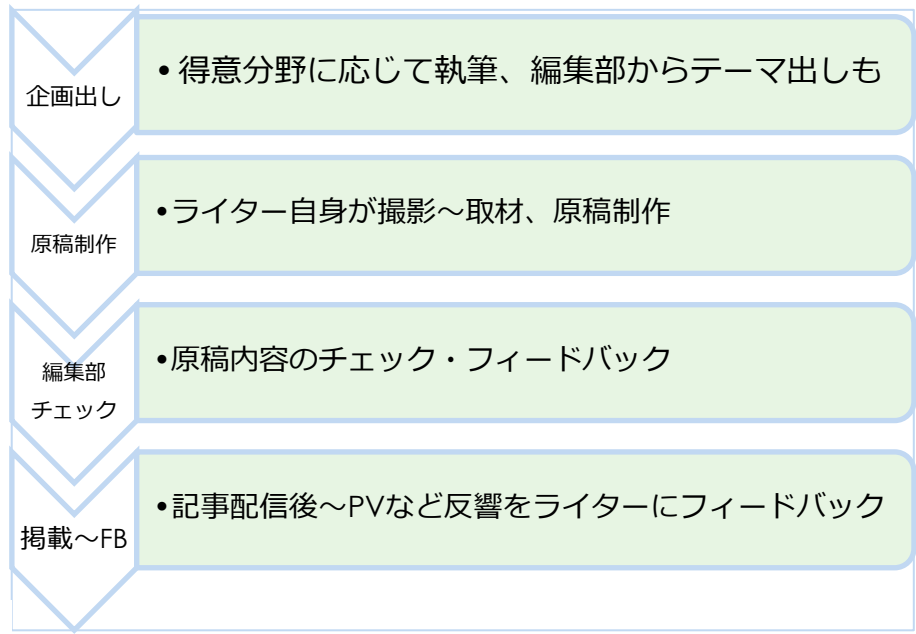 企画出し
• 得意分野に応じて執筆、編集部からテーマ出しも
原稿制作
•ライター自身が撮影～取材、原稿制作
編集部
チェック
•原稿内容のチェック・フィードバック
掲載～FB
•記事配信後～PVなど反響をライターにフィードバック